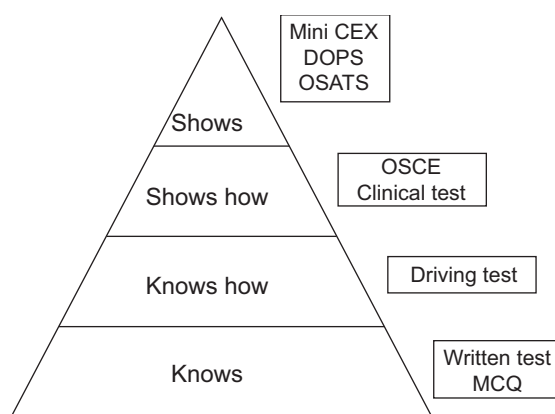 Mini CEX
DOPS
OSATS
Shows
OSCE
Clinical test
Shows how
Driving test
Knows how
Written test
MCQ
Knows